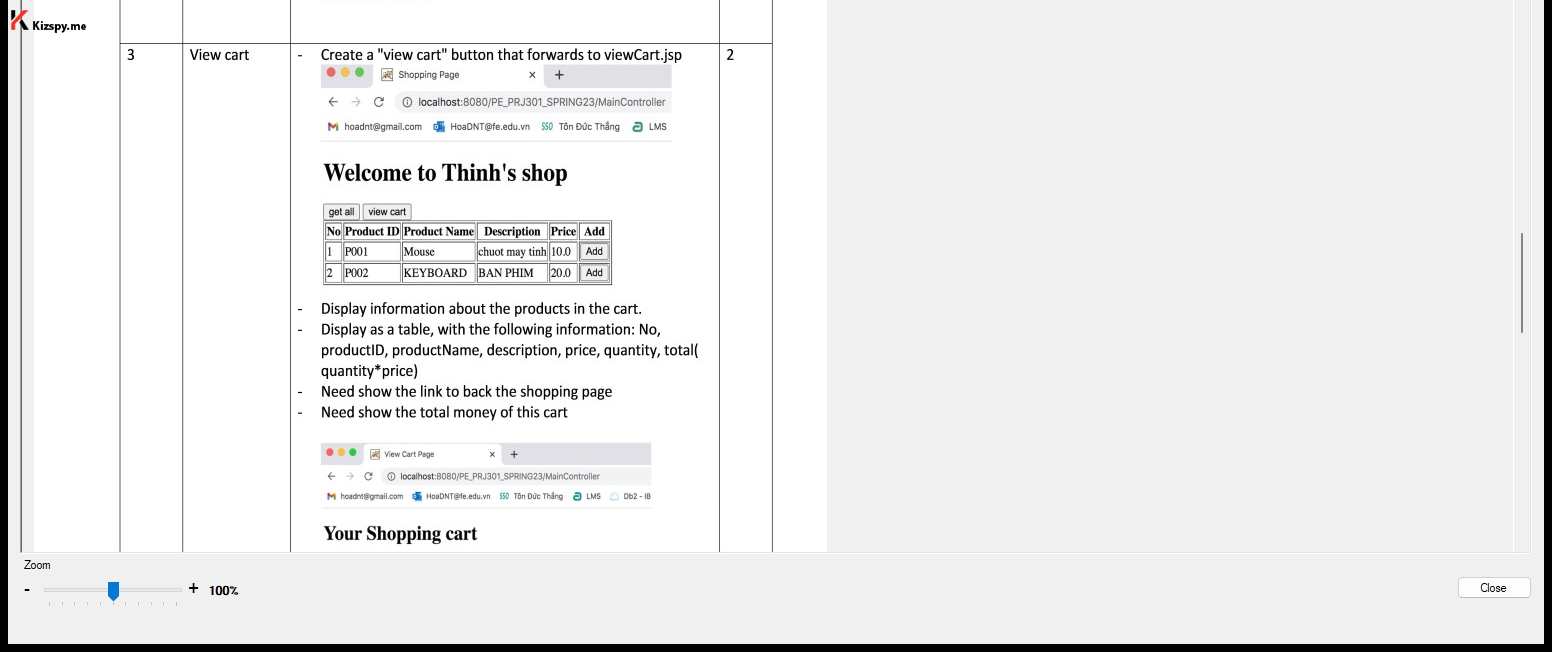 Kizspy.me
3 View cart - Create a "view cart" button that forwards to viewCart.jsp 2
Shopping Page × +
localhost:8080/PE_PRJ301_SPRING23/MainController
hoadnt@gmail.com HoaDNT@fe.edu.vn SSO Tôn Đức Thắng LMS
Welcome to Thinh's shop
get all view cart
No Product ID Product Name Description Price Add
1 P001 Mouse chuot may tinh 10.0 Add
2 P002 KEYBOARD BAN PHIM 20.0 Add
- Display information about the products in the cart.
- Display as a table, with the following information: No,
productID, productName, description, price, quantity, total(
quantity*price)
- Need show the link to back the shopping page
- Need show the total money of this cart
View Cart Page × +
localhost:8080/PE_PRJ301_SPRING23/MainController
hoadnt@gmail.com HoaDNT@fe.edu.vn SSO Tôn Đức Thắng LMS Db2 - IB
Your Shopping cart
Zoom
- + 100%
Close